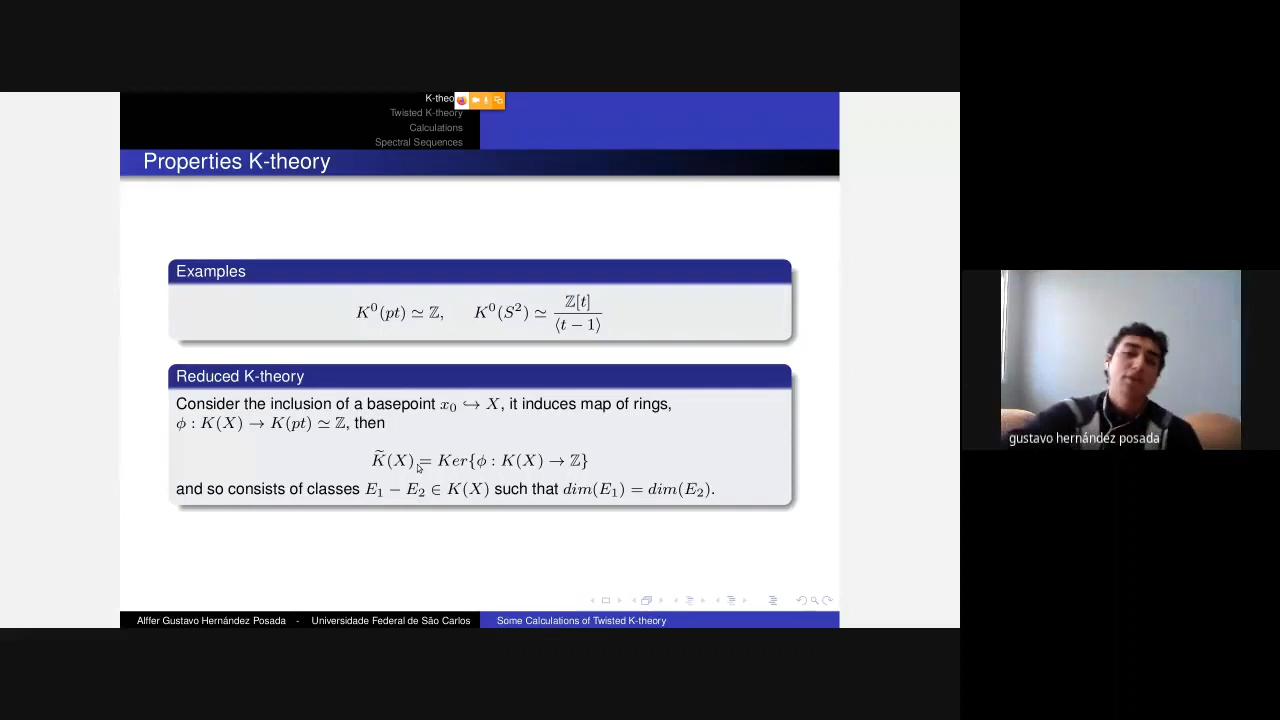 K-theo
Twisted K-theory
Calculations
Spectral Sequences
Properties K-theory
Examples
K⁰(pt) ≃ ℤ, K⁰(S²) ≃ ℤ[t] / ⟨t − 1⟩
Reduced K-theory
Consider the inclusion of a basepoint x₀ ↪ X, it induces map of rings,
ϕ : K(X) → K(pt) ≃ ℤ, then
K̃(X) = Ker{ϕ : K(X) → ℤ}
and so consists of classes E₁ − E₂ ∈ K(X) such that dim(E₁) = dim(E₂).
gustavo hernández posada
Alffer Gustavo Hernández Posada - Universidade Federal de São Carlos
Some Calculations of Twisted K-theory